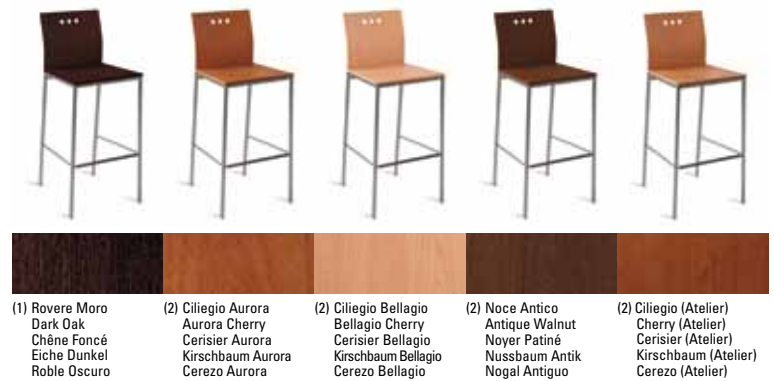 (1) Rovere Moro
Dark Oak
Chêne Foncé
Eiche Dunkel
Roble Oscuro
(2) Ciliegio Aurora
Aurora Cherry
Cerisier Aurora
Kirschbaum Aurora
Cerezo Aurora
(2) Ciliegio Bellagio
Bellagio Cherry
Cerisier Bellagio
Kirschbaum Bellagio
Cerezo Bellagio
(2) Noce Antico
Antique Walnut
Noyer Patiné
Nussbaum Antik
Nogal Antiguo
(2) Ciliegio (Atelier)
Cherry (Atelier)
Cerisier (Atelier)
Kirschbaum (Atelier)
Cerezo (Atelier)